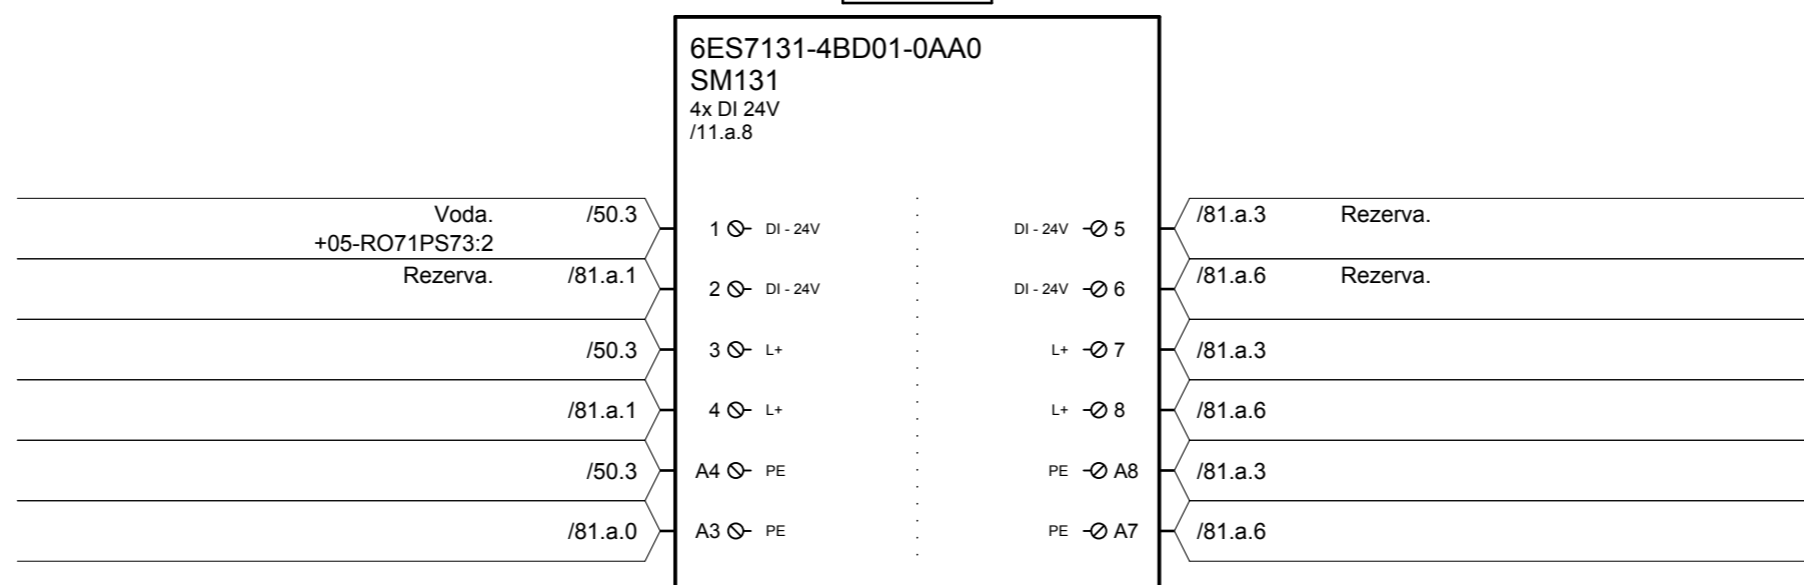 6ES7131-4BD01-0AA0
SM131
4x DI 24V
/11.a.8
Voda. /50.3 1 DI - 24V DI - 24V 5 /81.a.3 Rezerva.
+05-RO71PS73:2
Rezerva. /81.a.1 2 DI - 24V DI - 24V 6 /81.a.6 Rezerva.
/50.3 3 L+ L+ 7 /81.a.3
/81.a.1 4 L+ L+ 8 /81.a.6
/50.3 A4 PE PE A8 /81.a.3
/81.a.0 A3 PE PE A7 /81.a.6